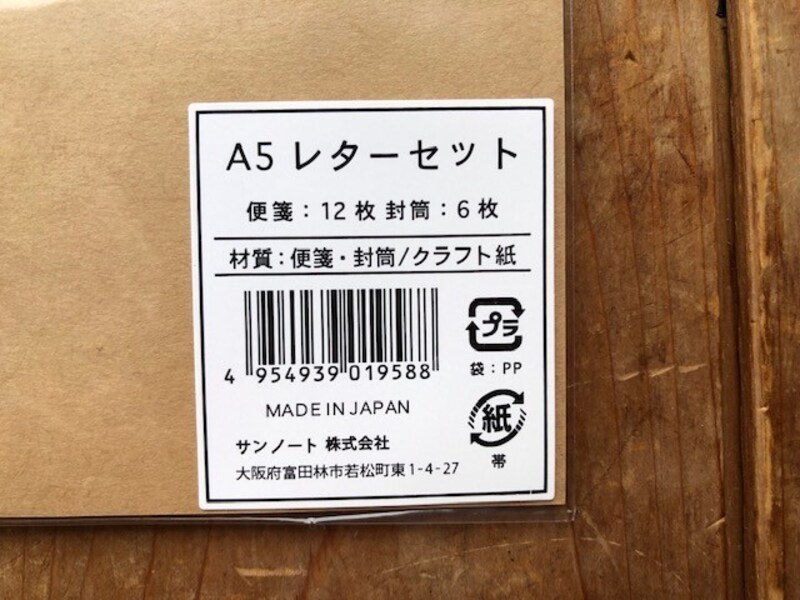 A5 レターセット
便箋：12 枚 封筒：6 枚
材質：便箋・封筒/クラフト紙
4 954939 019588
プラ
袋：PP
MADE IN JAPAN
紙
帯
サンノート 株式会社
大阪府富田林市若松町東1-4-27